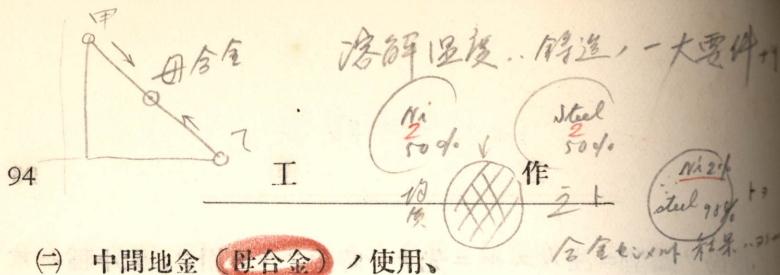 甲
溶解温度..鋳造ノ一大要件
母合金
Ni
2
50%
Steel
2
50%
乙
94 工作
均質
Ni 2%
steel 98%
㈡ 中間地金（母合金）ノ使用、